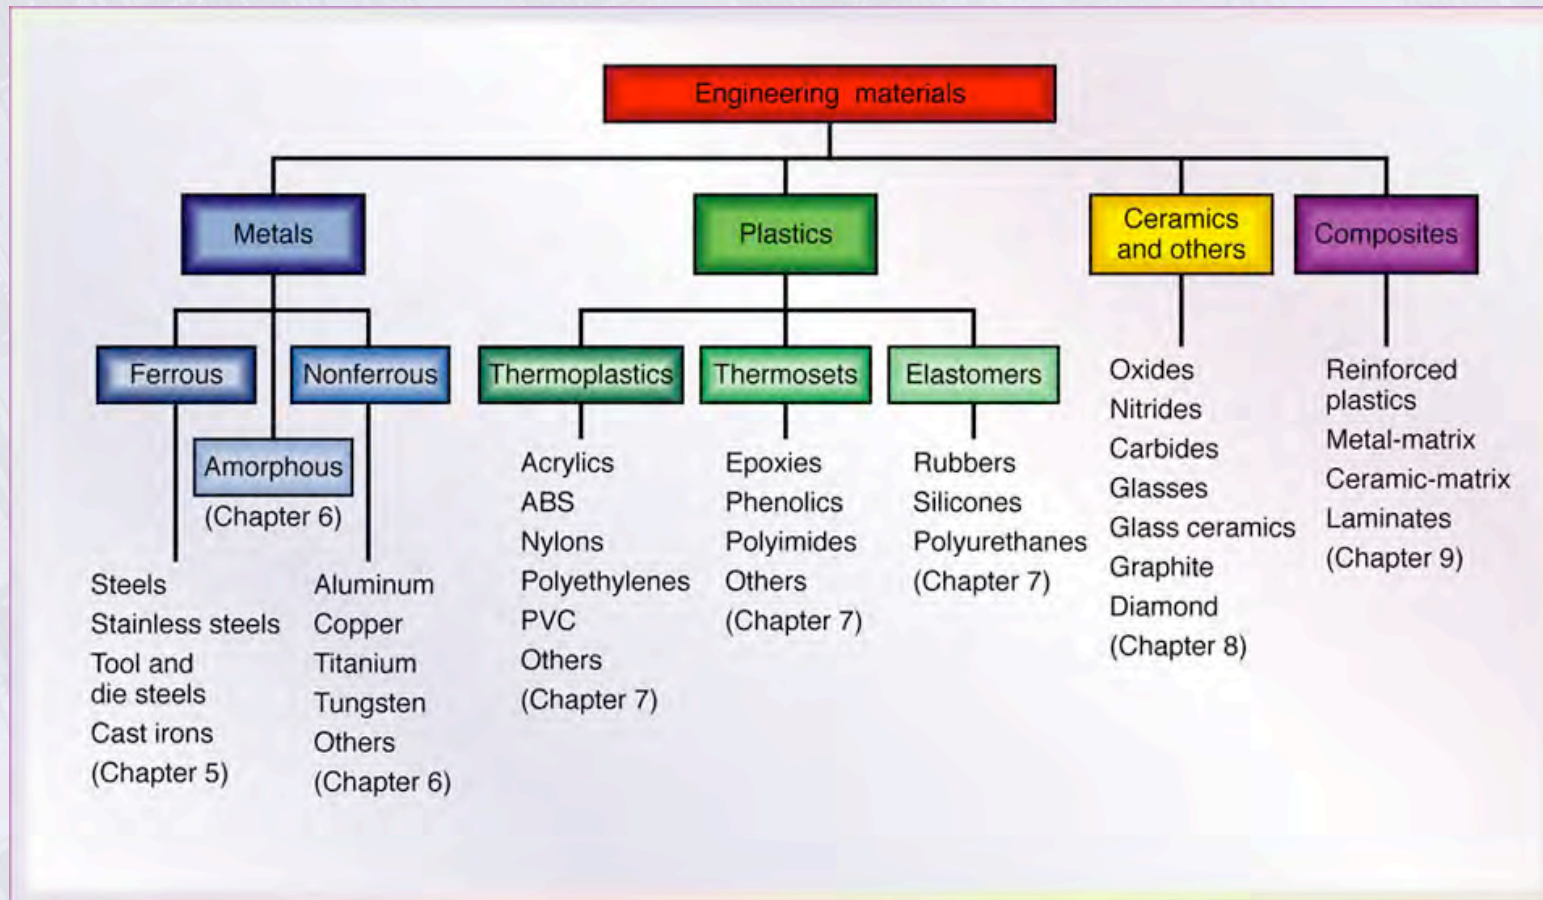 Engineering materials
Metals
Plastics
Ceramics
and others
Composites
Ferrous
Nonferrous
Amorphous
(Chapter 6)
Thermoplastics
Thermosets
Elastomers
Steels
Stainless steels
Tool and
die steels
Cast irons
(Chapter 5)
Aluminum
Copper
Titanium
Tungsten
Others
(Chapter 6)
Acrylics
ABS
Nylons
Polyethylenes
PVC
Others
(Chapter 7)
Epoxies
Phenolics
Polyimides
Others
(Chapter 7)
Rubbers
Silicones
Polyurethanes
(Chapter 7)
Oxides
Nitrides
Carbides
Glasses
Glass ceramics
Graphite
Diamond
(Chapter 8)
Reinforced
plastics
Metal-matrix
Ceramic-matrix
Laminates
(Chapter 9)